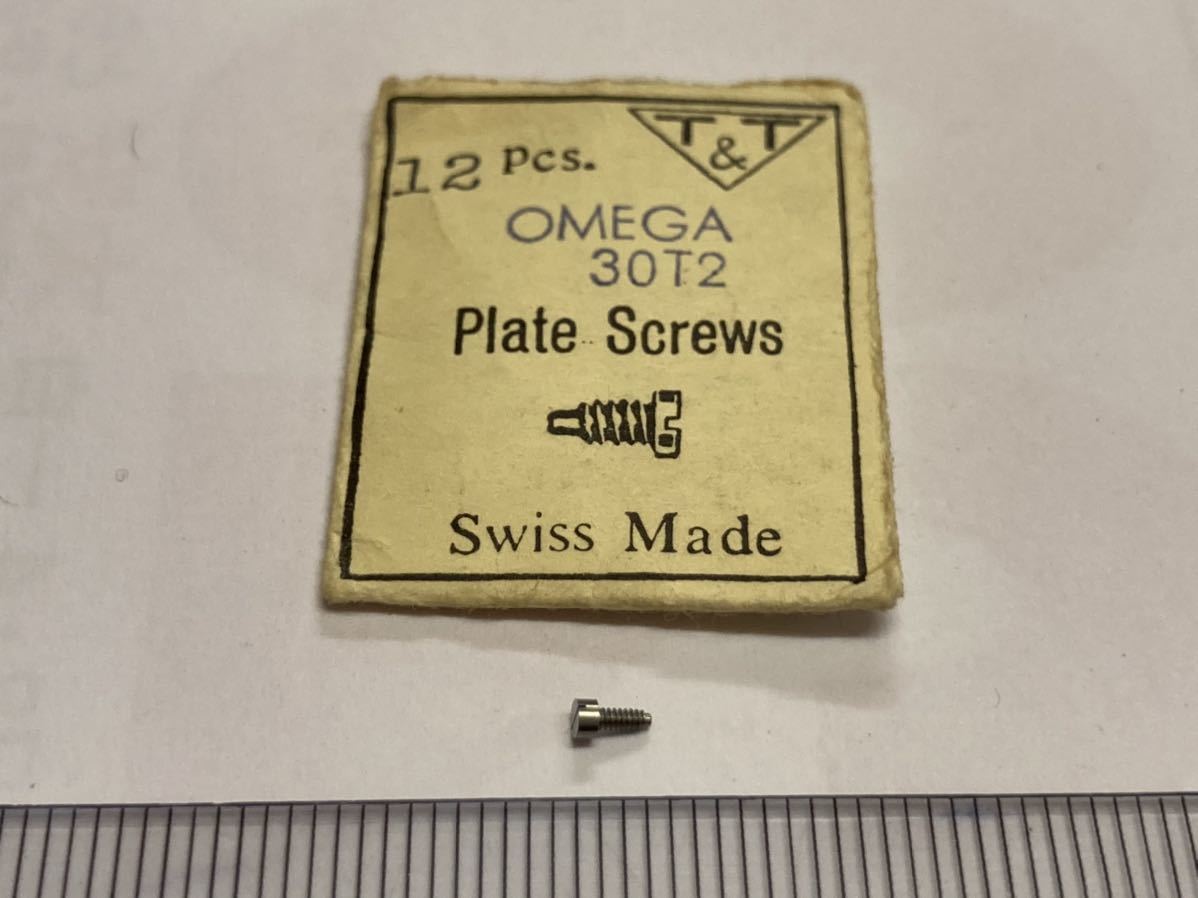 T & T
12 Pcs.
OMEGA
30T2
Plate Screws
Swiss Made